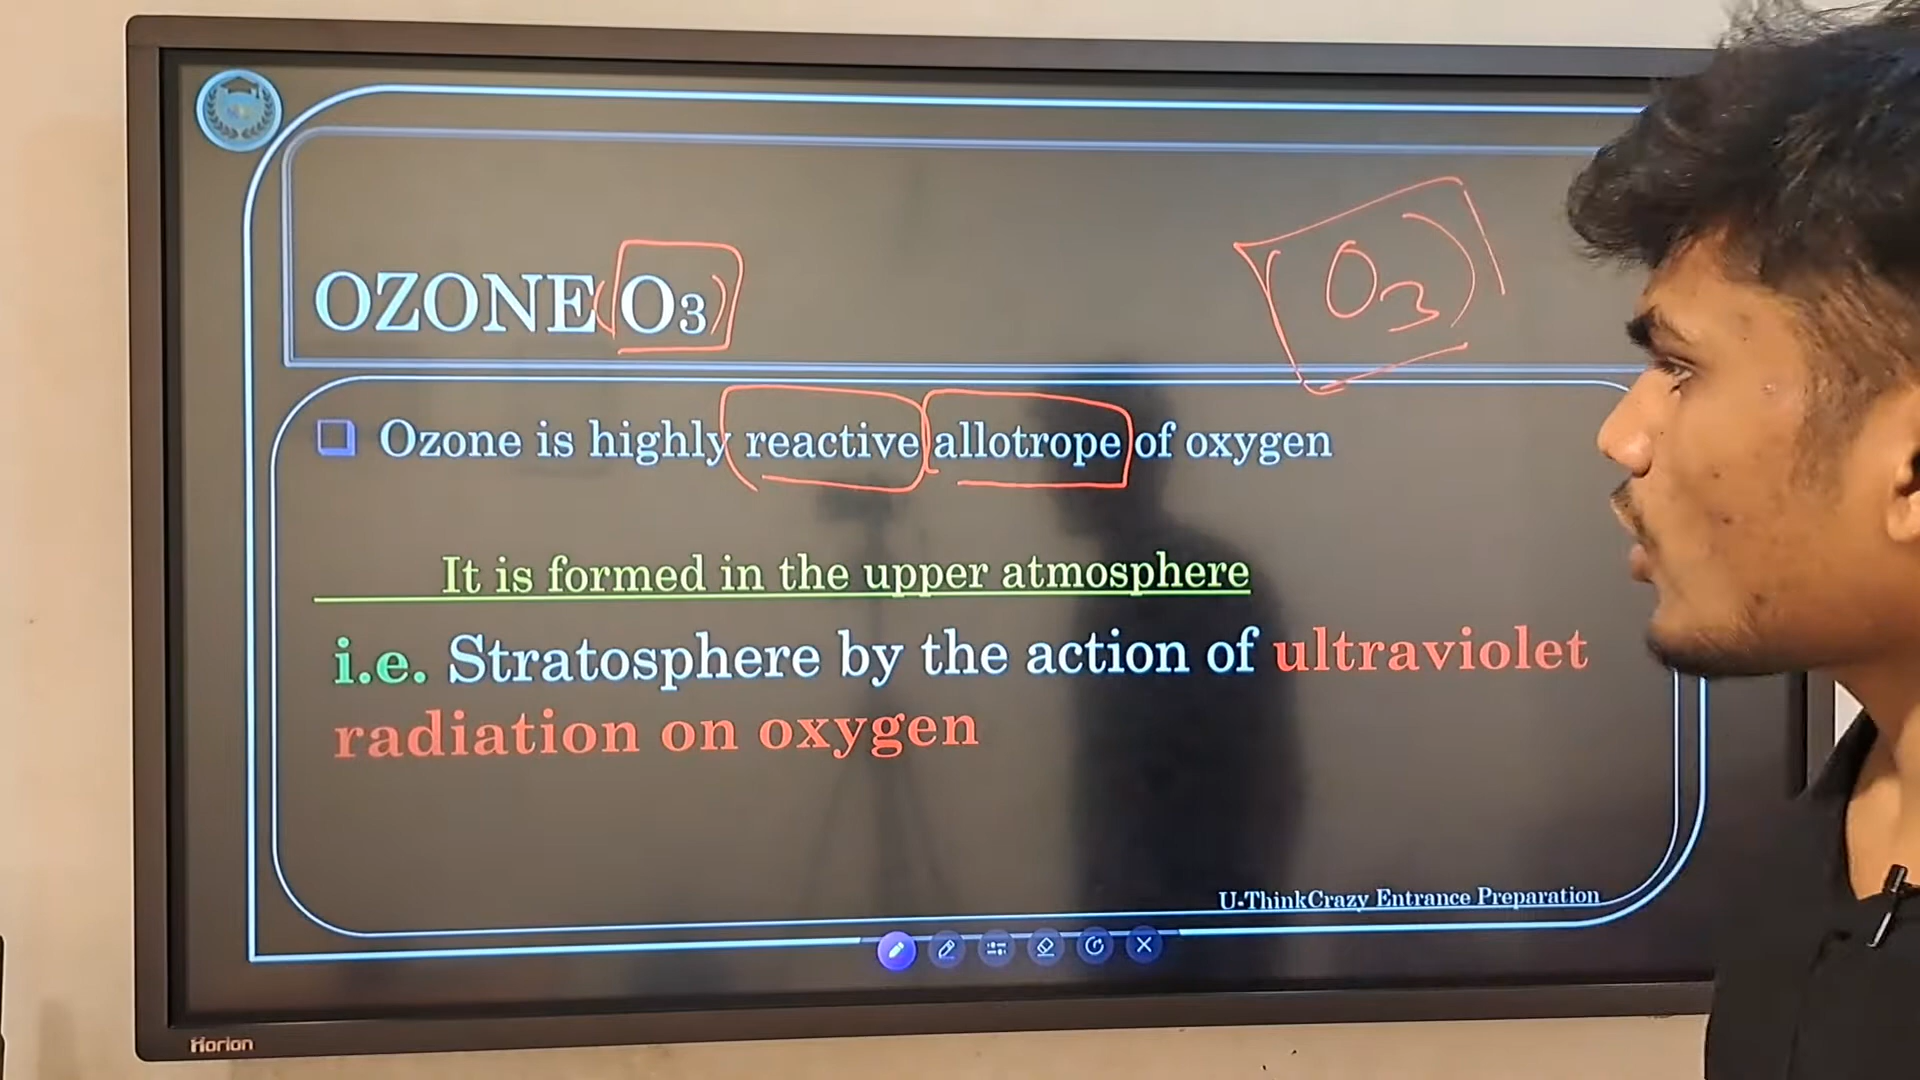 OZONE(O3)
(O3)
Ozone is highly reactive allotrope of oxygen
It is formed in the upper atmosphere
i.e. Stratosphere by the action of ultraviolet
radiation on oxygen
U-ThinkCrazy Entrance Preparation
Horion